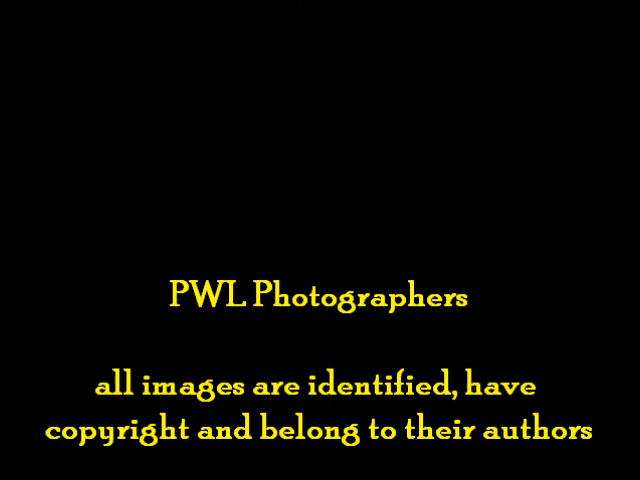 PWL Photographers
all images are identified, have
copyright and belong to their authors